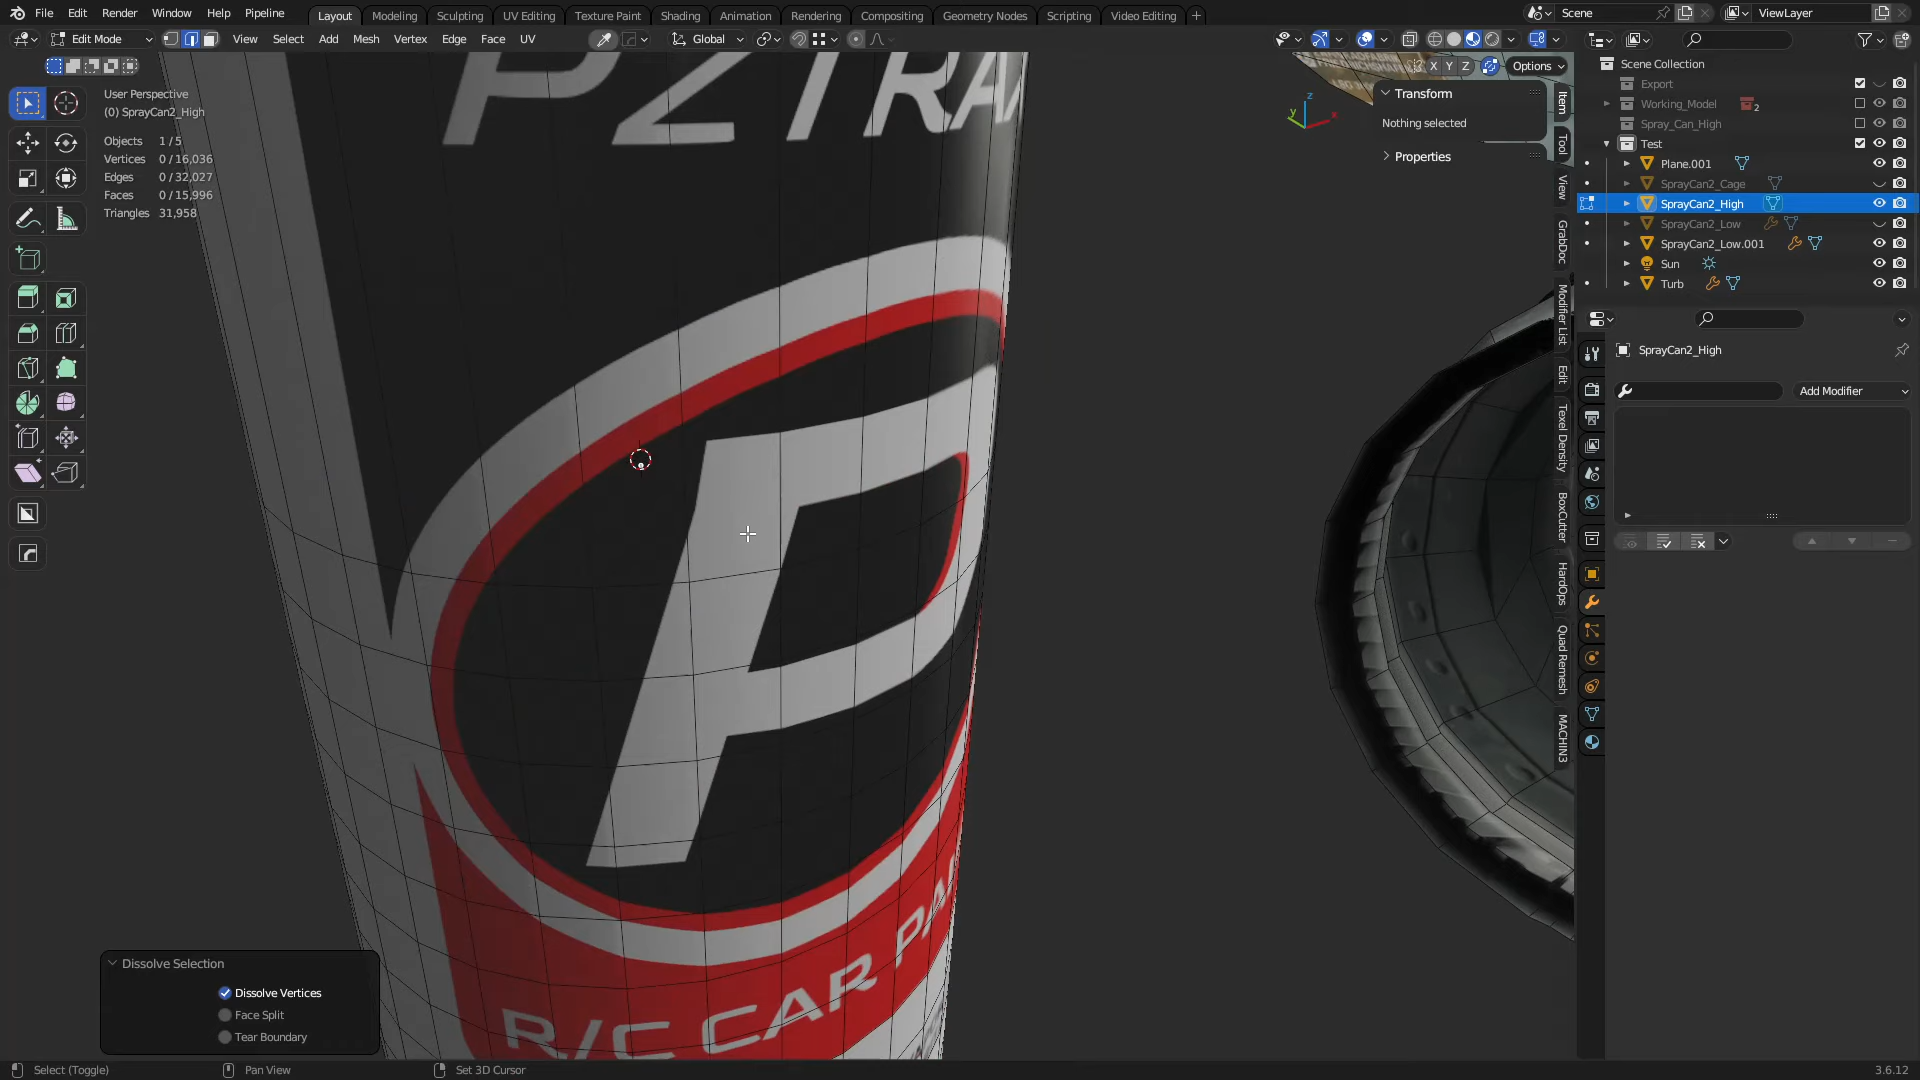 File Edit Render Window Help Pipeline Layout Modeling Sculpting UV Editing Texture Paint Shading Animation Rendering Compositing Geometry Nodes Scripting Video Editing + Scene ViewLayer
Edit Mode View Select Add Mesh Vertex Edge Face UV Global
X Y Z Options
User Perspective
(0) SprayCan2_High
Objects 1/5
Vertices 0/16,036
Edges 0/32,027
Faces 0/15,996
Triangles 31,958
Transform
Nothing selected
Properties
Item
Tool
View
GrabDoc
Modifier List
Edit
Texel Density
BoxCutter
HardOps
Quad Remesh
MACHIN3
Scene Collection
Export
Working_Model 2
Spray_Can_High
Test
Plane.001
SprayCan2_Cage
SprayCan2_High
SprayCan2_Low
SprayCan2_Low.001
Sun
Turb
SprayCan2_High
Add Modifier
z
y
x
P
R/C CAR
Dissolve Selection
Dissolve Vertices
Face Split
Tear Boundary
Select (Toggle) Pan View Set 3D Cursor 3.6.12